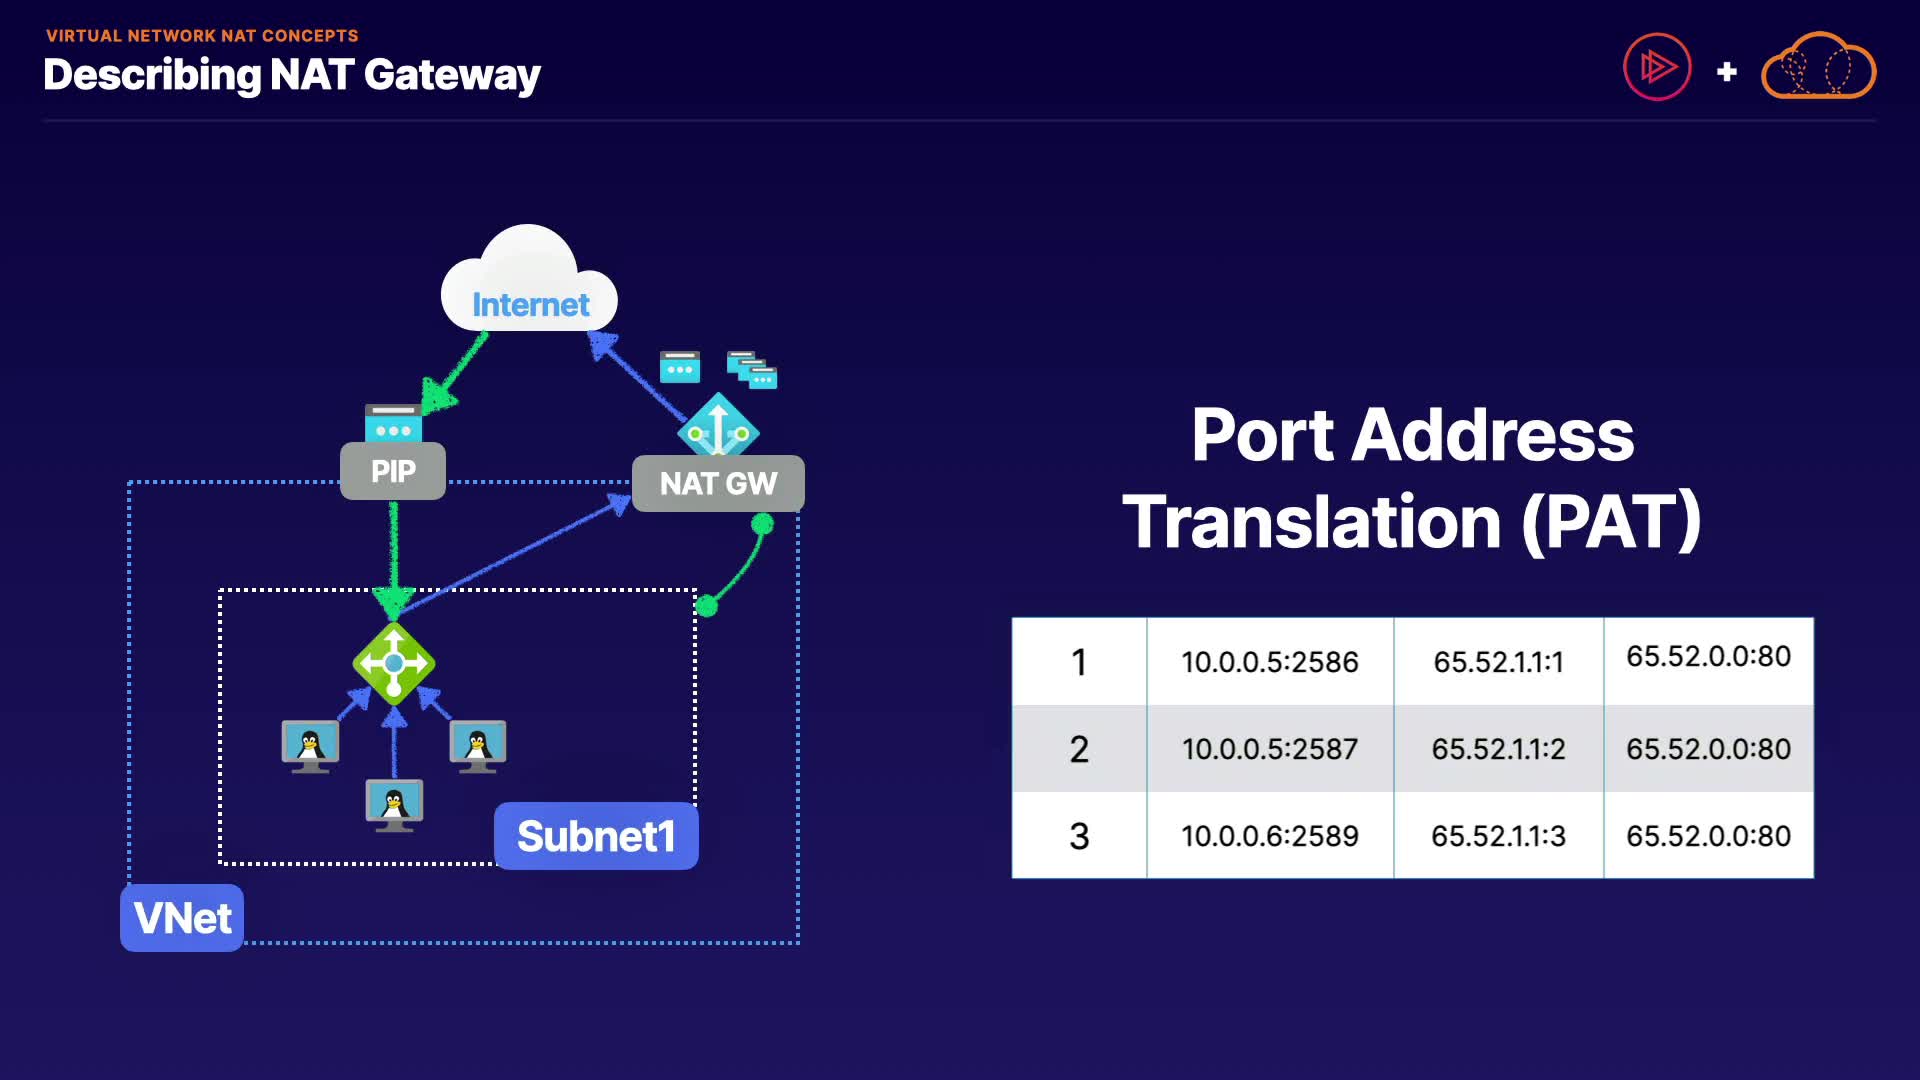 VIRTUAL NETWORK NAT CONCEPTS
Describing NAT Gateway
Internet
PIP
NAT GW
Subnet1
VNet
Port Address
Translation (PAT)
1 10.0.0.5:2586 65.52.1.1:1 65.52.0.0:80
2 10.0.0.5:2587 65.52.1.1:2 65.52.0.0:80
3 10.0.0.6:2589 65.52.1.1:3 65.52.0.0:80